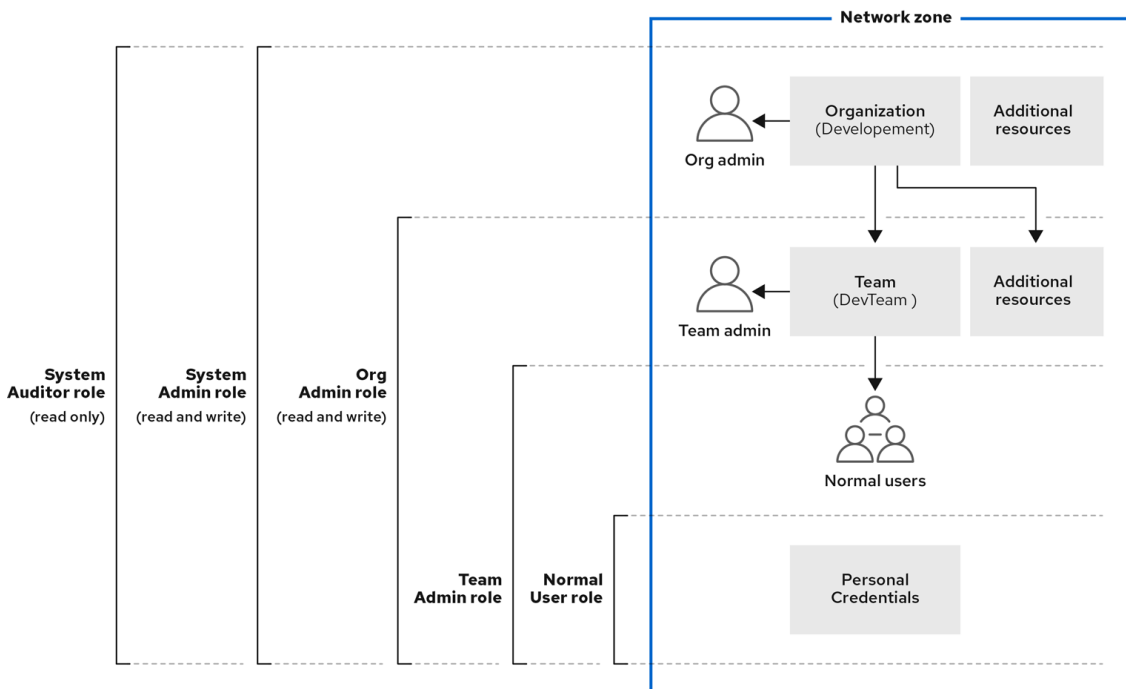 Network zone
Organization
(Developement)
Additional
resources
Org admin
Team
(DevTeam )
Additional
resources
Team admin
System
Auditor role
(read only)
System
Admin role
(read and write)
Org
Admin role
(read and write)
Normal users
Team
Admin role
Normal
User role
Personal
Credentials